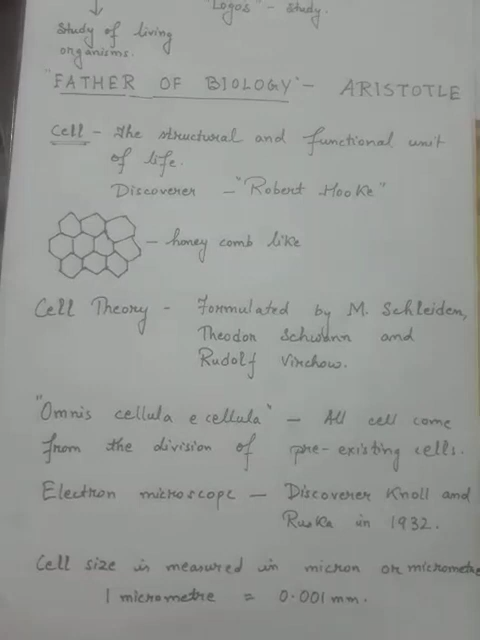 "Logos" - study.
study of living
organisms.
"FATHER OF BIOLOGY" - ARISTOTLE
Cell - the structural and functional unit
of life.
Discoverer - "Robert Hooke"
- honey comb like
Cell Theory - Formulated by M. Schleiden,
Theodon Schwann and
Rudolf Virchow.
"Omnis cellula e cellula" - All cell come
from the division of pre-existing cells.
Electron microscope - Discoverer Knoll and
Ruska in 1932.
Cell size in measured in micron or micrometre
1 micrometre = 0.001 mm.